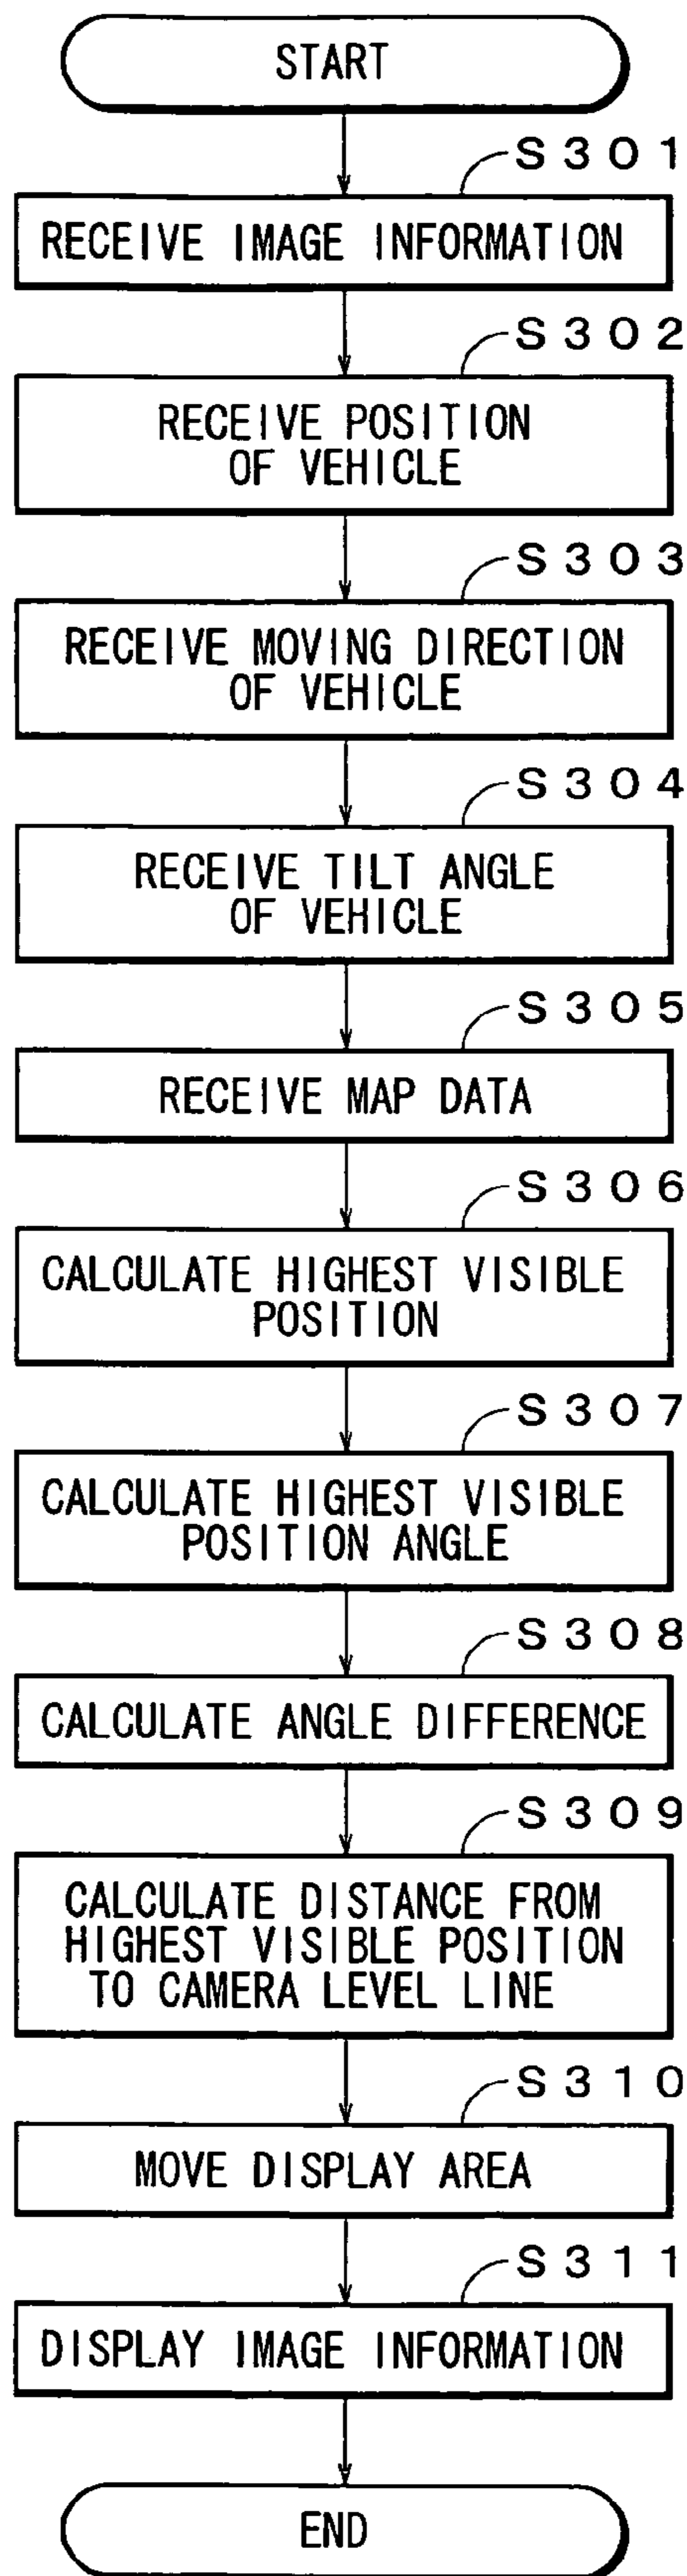 START
S301
RECEIVE IMAGE INFORMATION
S302
RECEIVE POSITION
OF VEHICLE
S303
RECEIVE MOVING DIRECTION
OF VEHICLE
S304
RECEIVE TILT ANGLE
OF VEHICLE
S305
RECEIVE MAP DATA
S306
CALCULATE HIGHEST VISIBLE
POSITION
S307
CALCULATE HIGHEST VISIBLE
POSITION ANGLE
S308
CALCULATE ANGLE DIFFERENCE
S309
CALCULATE DISTANCE FROM
HIGHEST VISIBLE POSITION
TO CAMERA LEVEL LINE
S310
MOVE DISPLAY AREA
S311
DISPLAY IMAGE INFORMATION
END